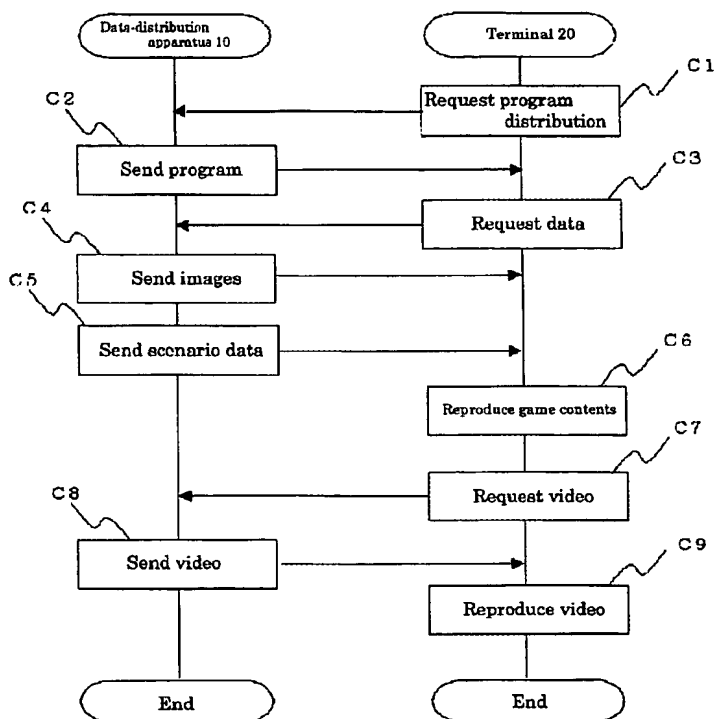 Data-distribution
apparatus 10
Terminal 20
C1
Request program
distribution
C2
Send program
C3
Request data
C4
Send images
C5
Send scenario data
C6
Reproduce game contents
C7
Request video
C8
Send video
C9
Reproduce video
End
End